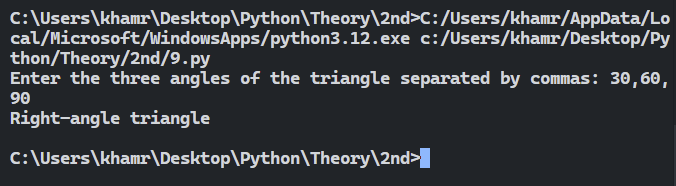 C:\Users\khamr\Desktop\Python\Theory\2nd>C:/Users/khamr/AppData/Lo
cal/Microsoft/WindowsApps/python3.12.exe c:/Users/khamr/Desktop/Py
thon/Theory/2nd/9.py
Enter the three angles of the triangle separated by commas: 30,60,
90
Right-angle triangle
C:\Users\khamr\Desktop\Python\Theory\2nd>